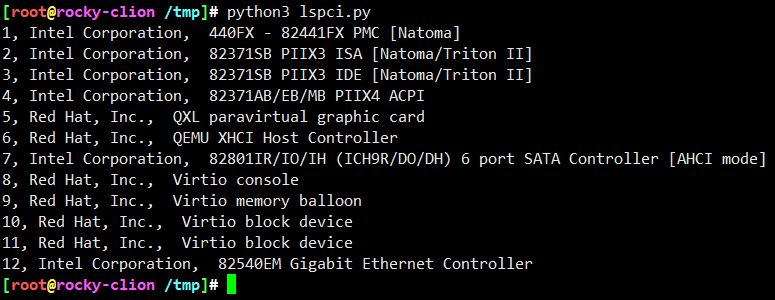 [root@rocky-clion /tmp]# python3 lspci.py
1, Intel Corporation,  440FX - 82441FX PMC [Natoma]
2, Intel Corporation,  82371SB PIIX3 ISA [Natoma/Triton II]
3, Intel Corporation,  82371SB PIIX3 IDE [Natoma/Triton II]
4, Intel Corporation,  82371AB/EB/MB PIIX4 ACPI
5, Red Hat, Inc.,  QXL paravirtual graphic card
6, Red Hat, Inc.,  QEMU XHCI Host Controller
7, Intel Corporation,  82801IR/IO/IH (ICH9R/DO/DH) 6 port SATA Controller [AHCI mode]
8, Red Hat, Inc.,  Virtio console
9, Red Hat, Inc.,  Virtio memory balloon
10, Red Hat, Inc.,  Virtio block device
11, Red Hat, Inc.,  Virtio block device
12, Intel Corporation,  82540EM Gigabit Ethernet Controller
[root@rocky-clion /tmp]#